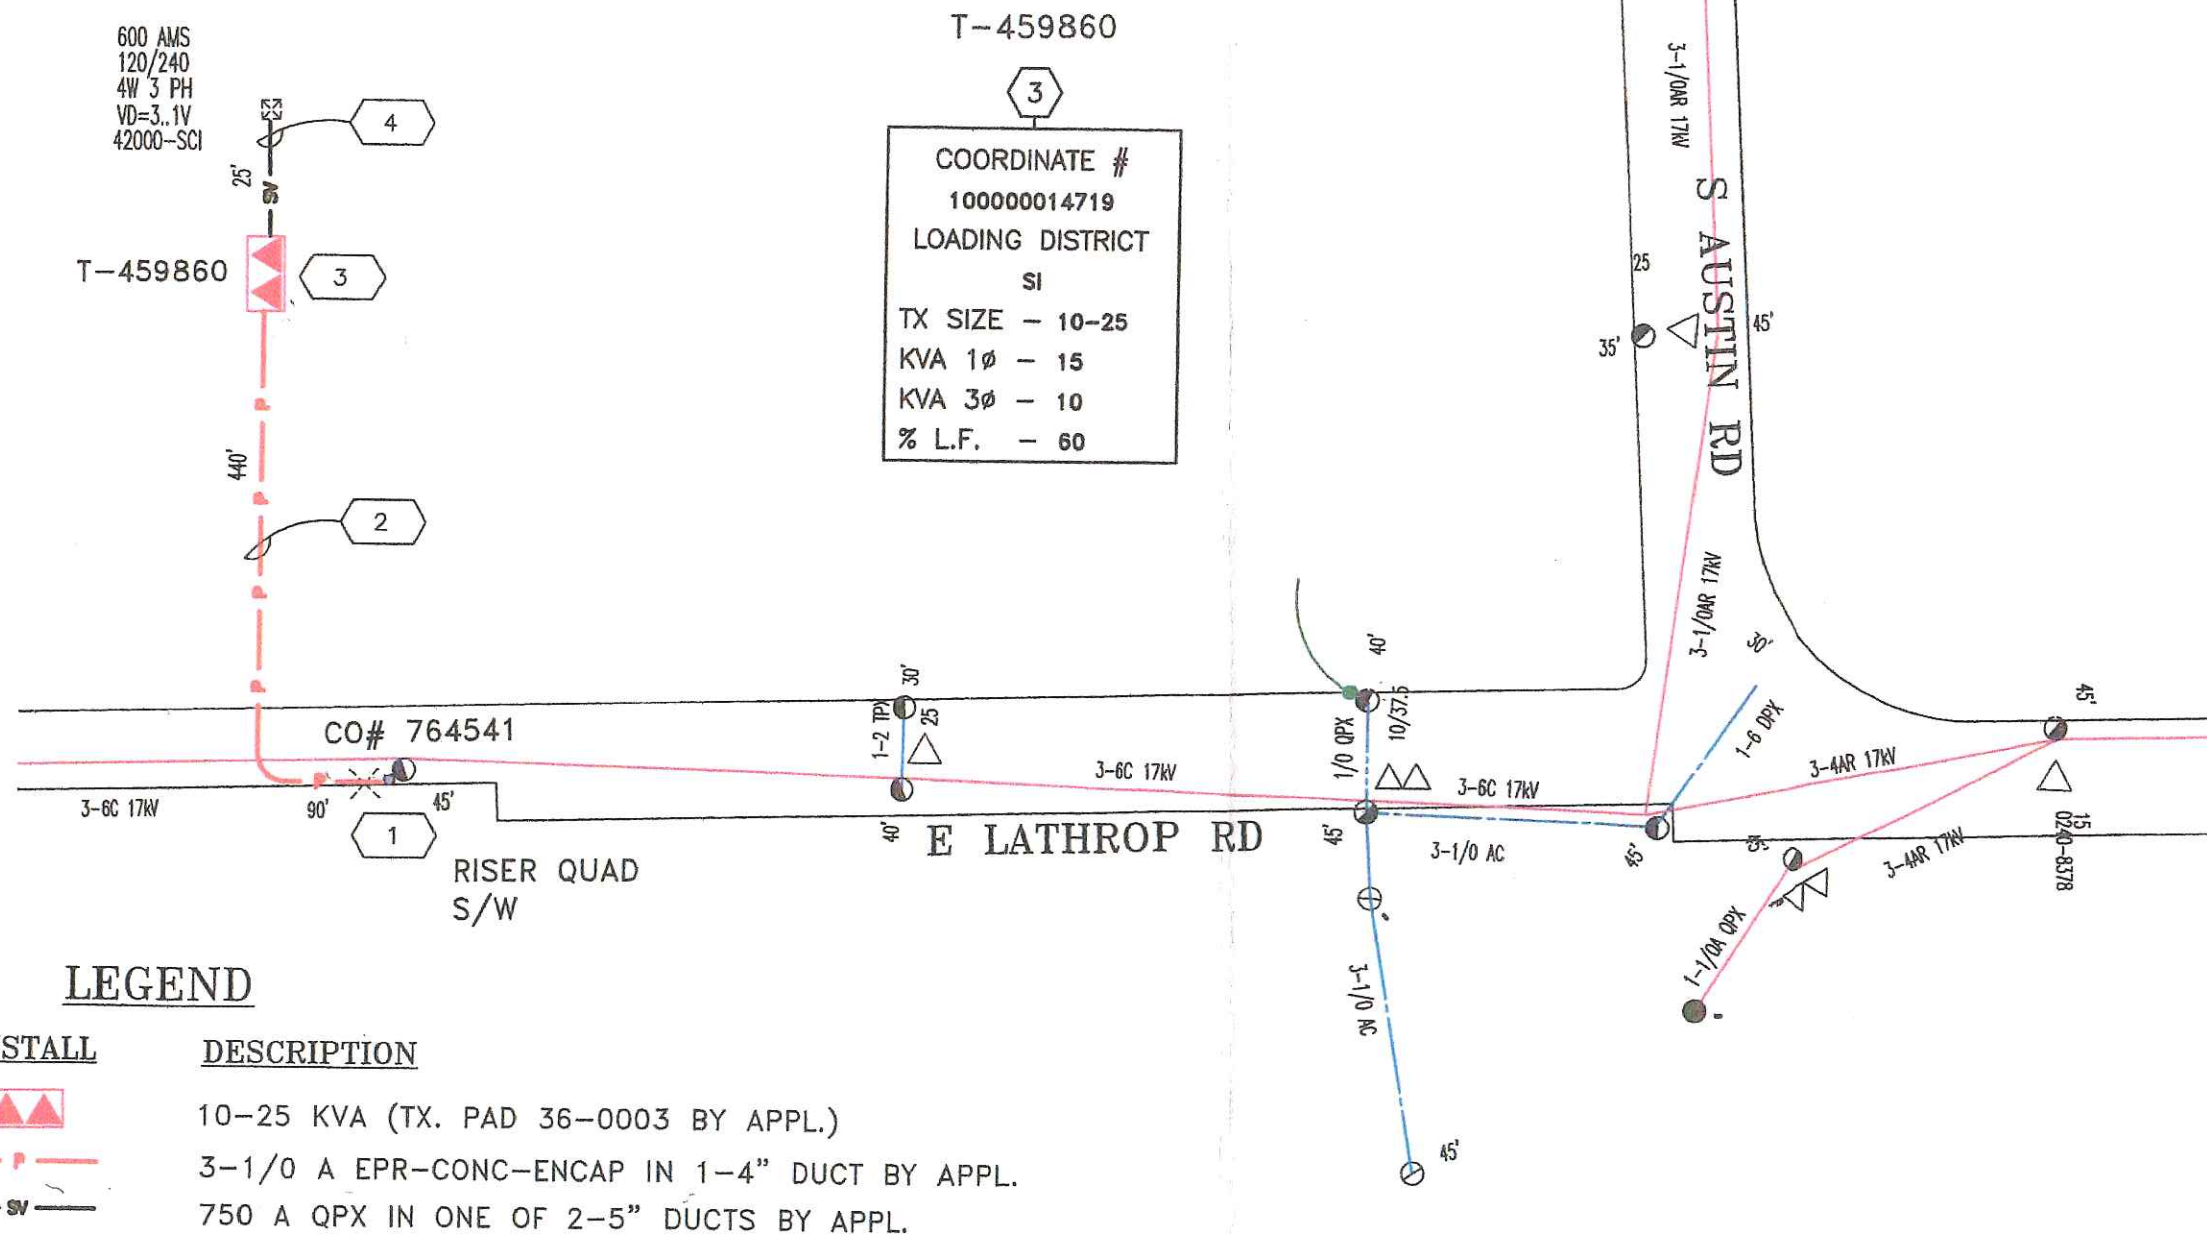 600 AMS
120/240
4W 3 PH
VD=3..1V
42000-SCI
4
25'
SV
T-459860
3
440'
P
P
2
P
P
CO# 764541
P
3-6C 17kV
90'
45'
1
RISER QUAD
S/W
T-459860
3
COORDINATE #
100000014719
LOADING DISTRICT
SI
TX SIZE - 10-25
KVA 1ø - 15
KVA 3ø - 10
% L.F. - 60
30'
1-2 TPX
25
40'
3-6C 17kV
E LATHROP RD
40'
1/0 QPX
10/37.5
45'
3-6C 17kV
3-1/0 AC
45'
3-1/0 AC
45'
3-1/0AR 17kV
S AUSTIN RD
25
35'
45'
3-1/0AR 17kV
30'
1-6 DPX
3-4AR 17kV
45'
15
0240-8378
3-4AR 17kV
1-1/0A QPX
LEGEND
STALL
DESCRIPTION
10-25 KVA (TX. PAD 36-0003 BY APPL.)
P
3-1/0 A EPR-CONC-ENCAP IN 1-4" DUCT BY APPL.
SV
750 A QPX IN ONE OF 2-5" DUCTS BY APPL.